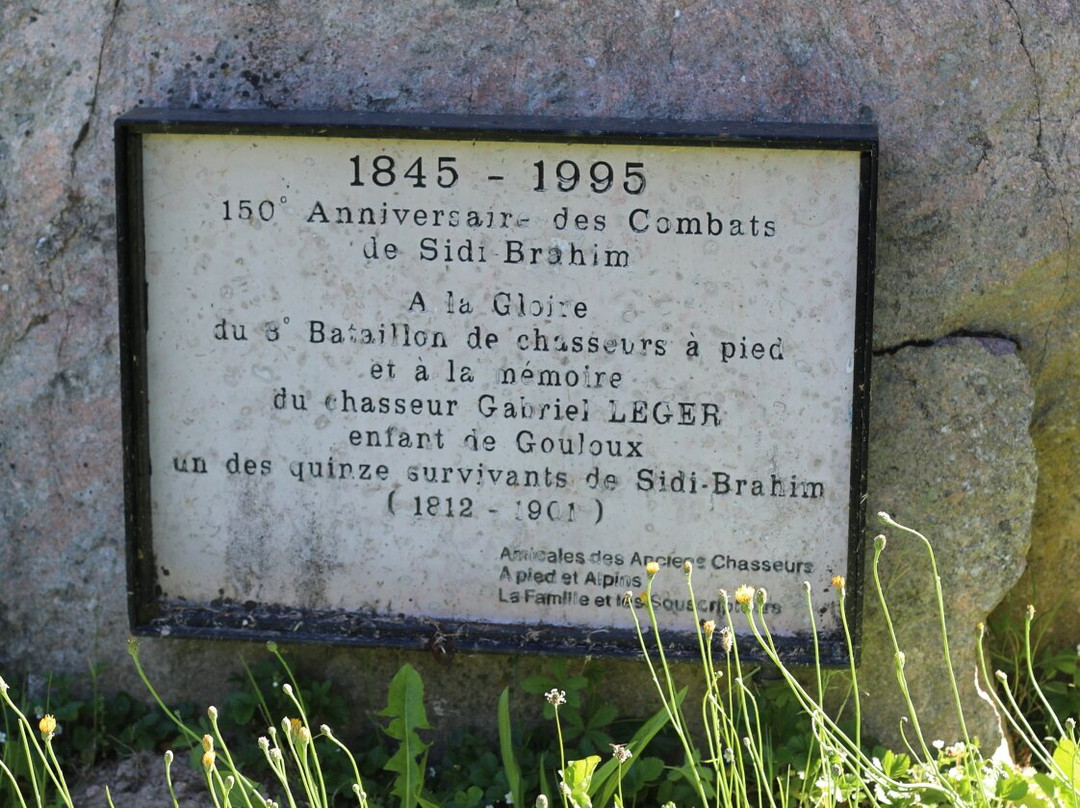 1845 - 1995
150° Anniversaire des Combats
de Sidi-Brahim
A la Gloire
du 8° Bataillon de chasseurs à pied
et à la mémoire
du chasseur Gabriel LEGER
enfant de Gouloux
un des quinze survivants de Sidi-Brahim
( 1812 - 1901 )
Amicales des Anciens Chasseurs
A pied et Alpins
La Famille et les Souscripteurs